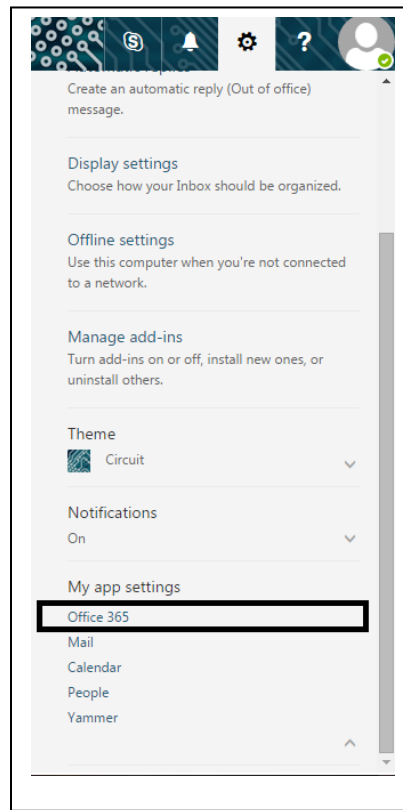 Create an automatic reply (Out of office)
message.
Display settings
Choose how your Inbox should be organized.
Offline settings
Use this computer when you're not connected
to a network.
Manage add-ins
Turn add-ins on or off, install new ones, or
uninstall others.
Theme
Circuit
Notifications
On
My app settings
Office 365
Mail
Calendar
People
Yammer